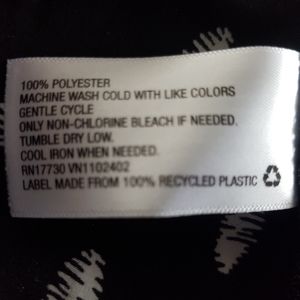 100% POLYESTER
MACHINE WASH COLD WITH LIKE COLORS
GENTLE CYCLE
ONLY NON-CHLORINE BLEACH IF NEEDED.
TUMBLE DRY LOW.
COOL IRON WHEN NEEDED.
RN17730 VN1102402
LABEL MADE FROM 100% RECYCLED PLASTIC